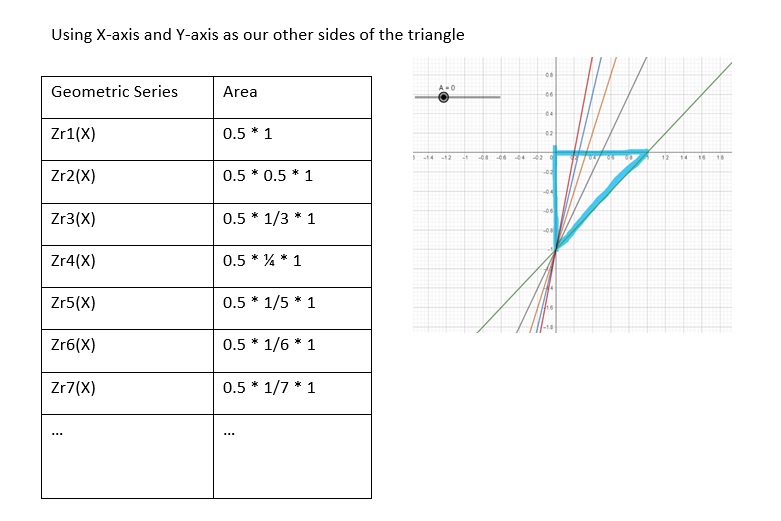 Using X-axis and Y-axis as our other sides of the triangle
Geometric Series Area
Zr1(X) 0.5 * 1
Zr2(X) 0.5 * 0.5 * 1
Zr3(X) 0.5 * 1/3 * 1
Zr4(X) 0.5 * ¼ * 1
Zr5(X) 0.5 * 1/5 * 1
Zr6(X) 0.5 * 1/6 * 1
Zr7(X) 0.5 * 1/7 * 1
... ...
A = 0
0.8
0.6
0.4
0.2
-1.4 -1.2 -1 -0.8 -0.6 -0.4 -0.2 0 0.2 0.4 0.6 0.8 1 1.2 1.4 1.6 1.8
-0.2
-0.4
-0.6
-0.8
-1
-1.6
-1.8